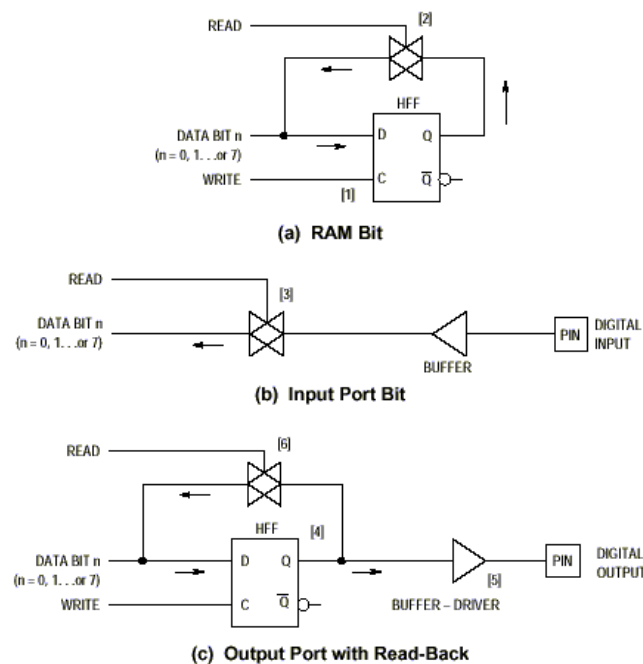 READ
[2]
HFF
DATA BIT n
(n = 0, 1. . .or 7)
D
Q
WRITE
[1]
C
Q̅
(a) RAM Bit
READ
[3]
DATA BIT n
(n = 0, 1. . .or 7)
BUFFER
PIN
DIGITAL
INPUT
(b) Input Port Bit
READ
[6]
HFF
[4]
DATA BIT n
(n = 0, 1. . .or 7)
D
Q
WRITE
C
Q̅
[5]
BUFFER – DRIVER
PIN
DIGITAL
OUTPUT
(c) Output Port with Read-Back